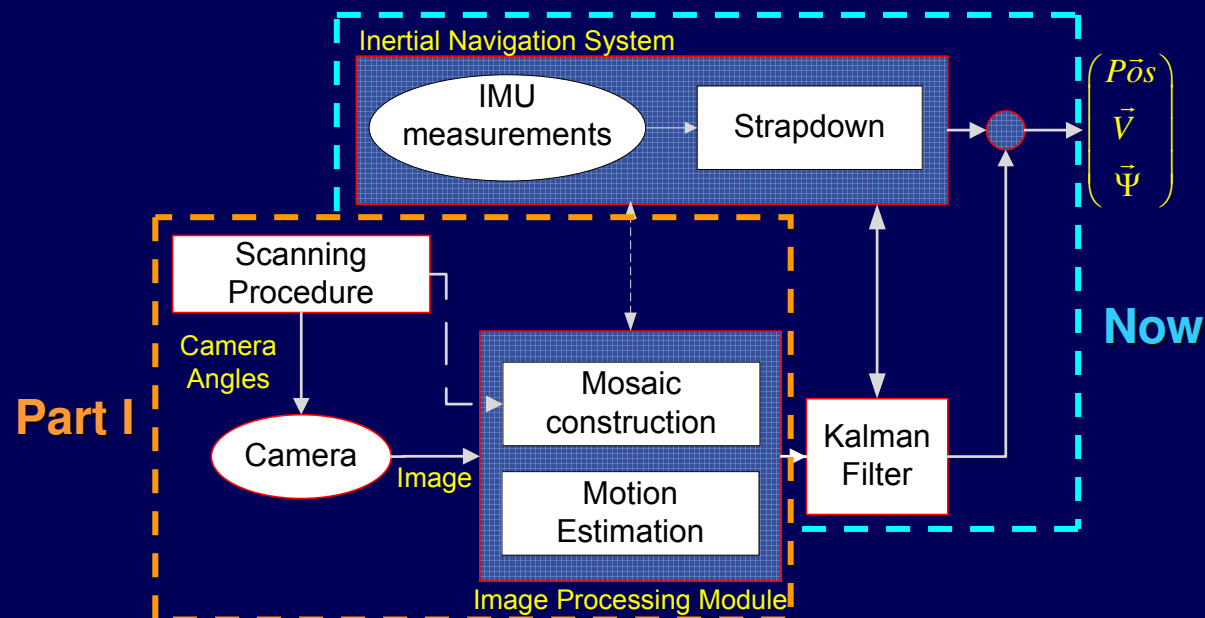 Inertial Navigation System
IMU
measurements
Strapdown
Pos
V
Ψ
Scanning
Procedure
Camera
Angles
Part I
Camera
Image
Mosaic
construction
Motion
Estimation
Image Processing Module
Kalman
Filter
Now